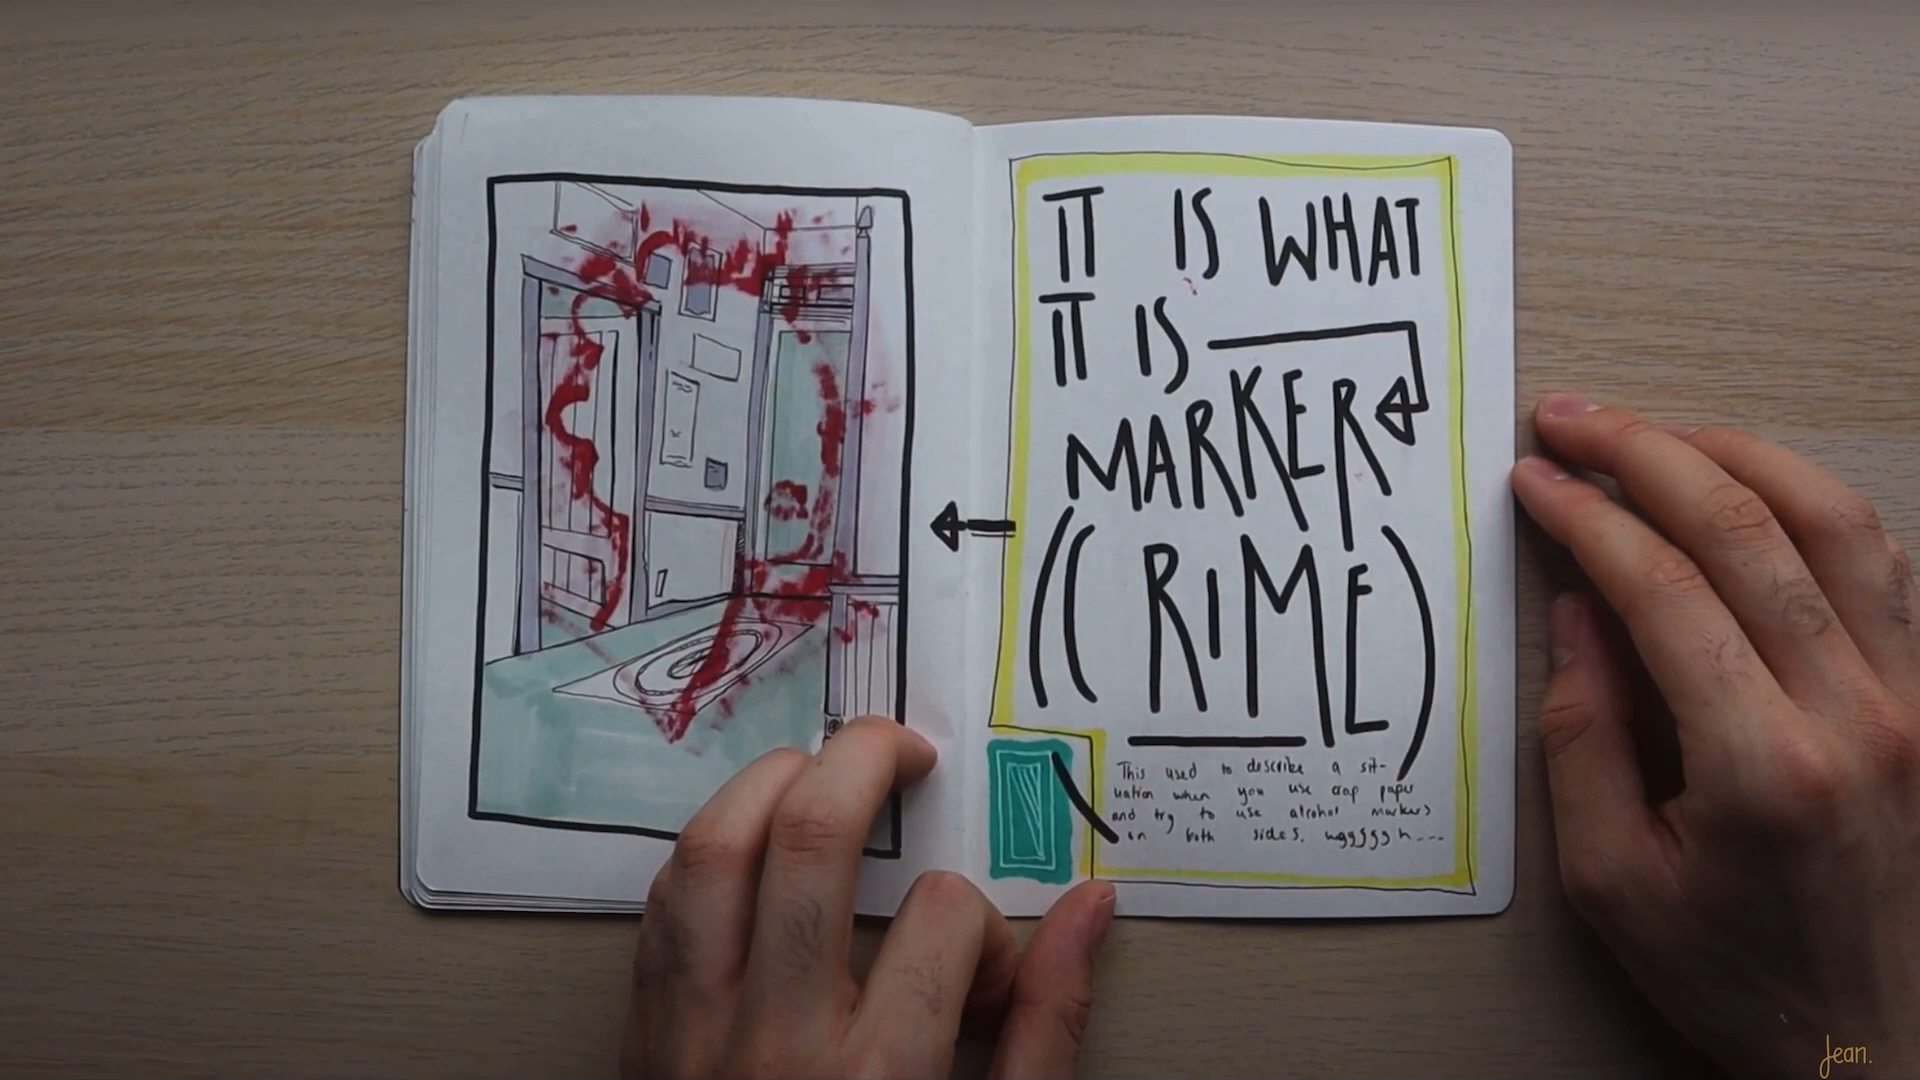 IT IS WHAT
IT IS
MARKER
(CRIME)
This used to describe a sit-
uation when you use crap paper
and try to use alcohol markers
on both sides. uggggg h---
Jean.